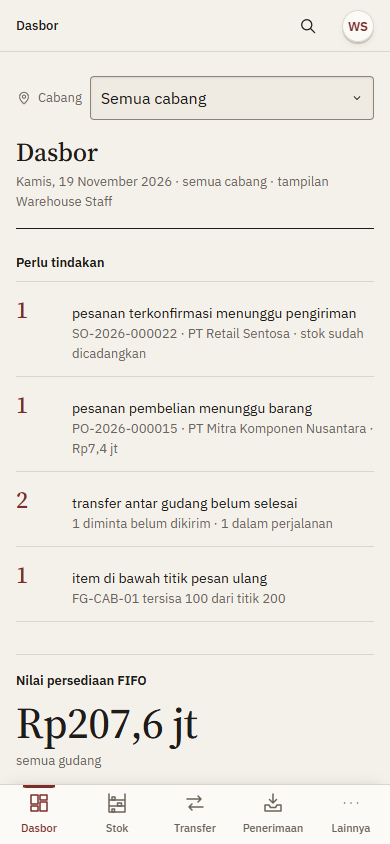 Dasbor
WS
Cabang
Semua cabang
Dasbor
Kamis, 19 November 2026 · semua cabang · tampilan
Warehouse Staff
Perlu tindakan
1
pesanan terkonfirmasi menunggu pengiriman
SO-2026-000022 · PT Retail Sentosa · stok sudah
dicadangkan
1
pesanan pembelian menunggu barang
PO-2026-000015 · PT Mitra Komponen Nusantara ·
Rp7,4 jt
2
transfer antar gudang belum selesai
1 diminta belum dikirim · 1 dalam perjalanan
1
item di bawah titik pesan ulang
FG-CAB-01 tersisa 100 dari titik 200
Nilai persediaan FIFO
Rp207,6 jt
semua gudang
Dasbor
Stok
Transfer
Penerimaan
Lainnya